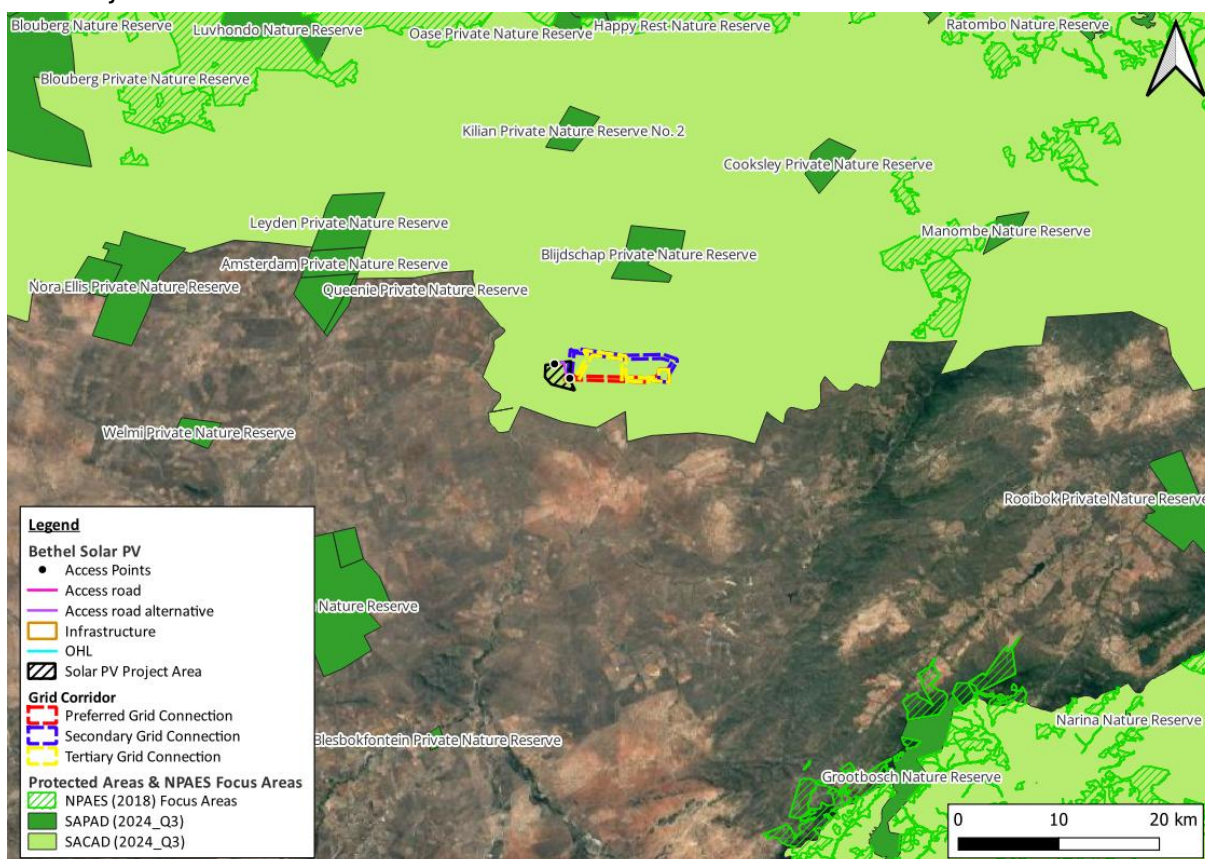 Blouberg Nature Reserve
Luvhondo Nature Reserve
Oase Private Nature Reserve
Happy Rest Nature Reserve
Ratombo Nature Reserve
Blouberg Private Nature Reserve
Kilian Private Nature Reserve No. 2
Cooksley Private Nature Reserve
Leyden Private Nature Reserve
Manombe Nature Reserve
Blijdschap Private Nature Reserve
Amsterdam Private Nature Reserve
Nora Ellis Private Nature Reserve
Queenie Private Nature Reserve
Welmi Private Nature Reserve
Rooibok Private Nature Reserve
Nature Reserve
Blesbokfontein Private Nature Reserve
Narina Nature Reserve
Grootbosch Nature Reserve
Legend
Bethel Solar PV
Access Points
Access road
Access road alternative
Infrastructure
OHL
Solar PV Project Area
Grid Corridor
Preferred Grid Connection
Secondary Grid Connection
Tertiary Grid Connection
Protected Areas & NPAES Focus Areas
NPAES (2018) Focus Areas
SAPAD (2024_Q3)
SACAD (2024_Q3)
0 10 20 km